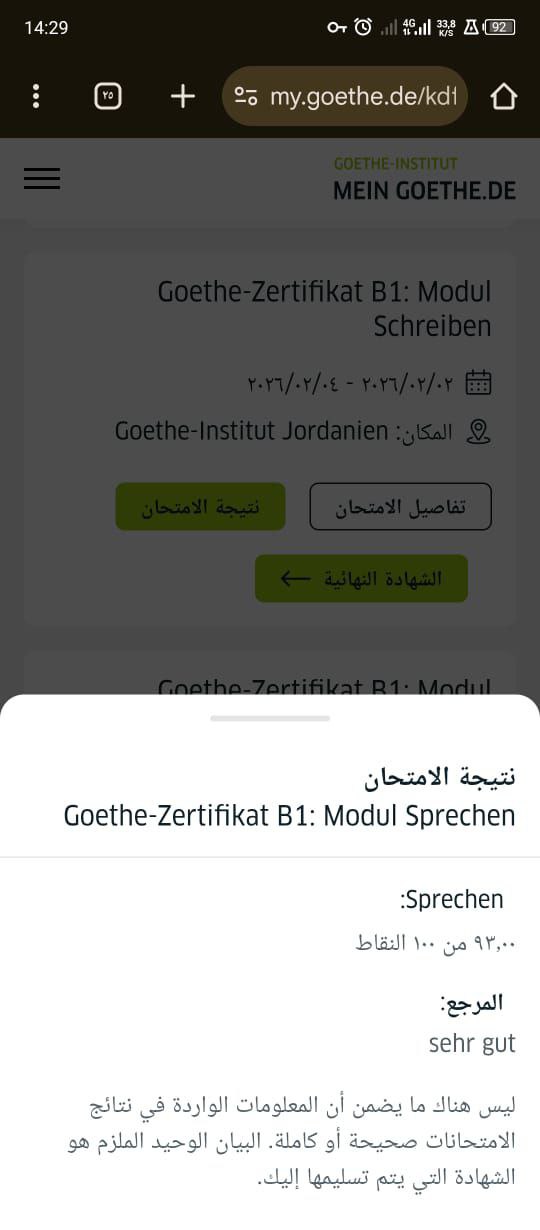 14:29
4G 33,8 K/S 92
٢٥
my.goethe.de/kdf
GOETHE-INSTITUT
MEIN GOETHE.DE
Goethe-Zertifikat B1: Modul
Schreiben
٢٠٢٦/٠٢/٠٢ - ٢٠٢٦/٠٢/٠٤
المكان: Goethe-Institut Jordanien
تفاصيل الامتحان
نتيجة الامتحان
الشهادة النهائية
Goethe-Zertifikat B1: Modul
نتيجة الامتحان
Goethe-Zertifikat B1: Modul Sprechen
Sprechen:
٩٣,٠٠ من ١٠٠ النقاط
المرجع:
sehr gut
ليس هناك ما يضمن أن المعلومات الواردة في نتائج
الامتحانات صحيحة أو كاملة. البيان الوحيد الملزم هو
الشهادة التي يتم تسليمها إليك.